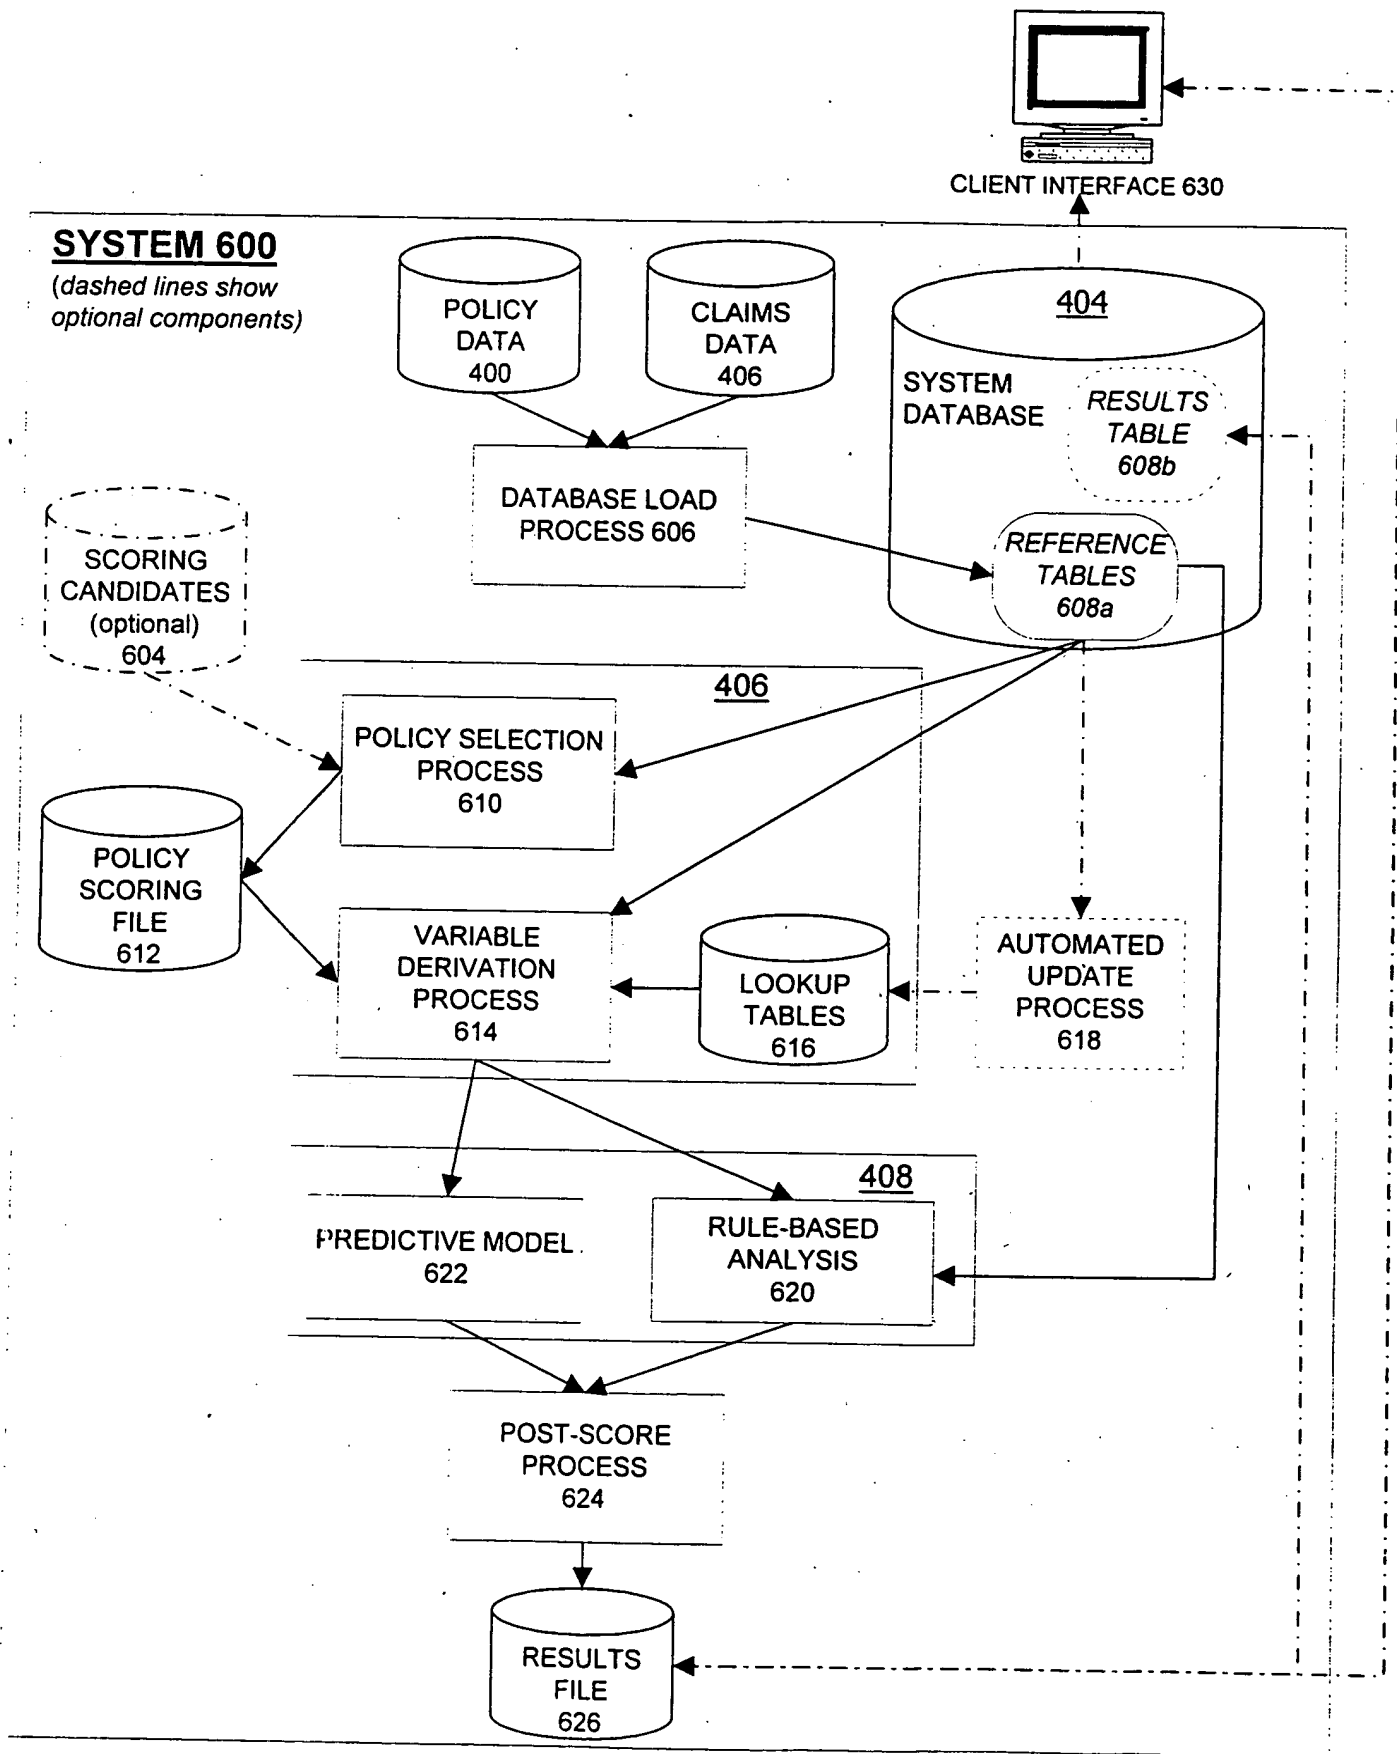 CLIENT INTERFACE 630
SYSTEM 600
(dashed lines show
optional components)
POLICY
DATA
400
CLAIMS
DATA
406
404
SYSTEM
DATABASE
RESULTS
TABLE
608b
DATABASE LOAD
PROCESS 606
REFERENCE
TABLES
608a
SCORING
CANDIDATES
(optional)
604
406
POLICY SELECTION
PROCESS
610
POLICY
SCORING
FILE
612
VARIABLE
DERIVATION
PROCESS
614
LOOKUP
TABLES
616
AUTOMATED
UPDATE
PROCESS
618
408
PREDICTIVE MODEL
622
RULE-BASED
ANALYSIS
620
POST-SCORE
PROCESS
624
RESULTS
FILE
626